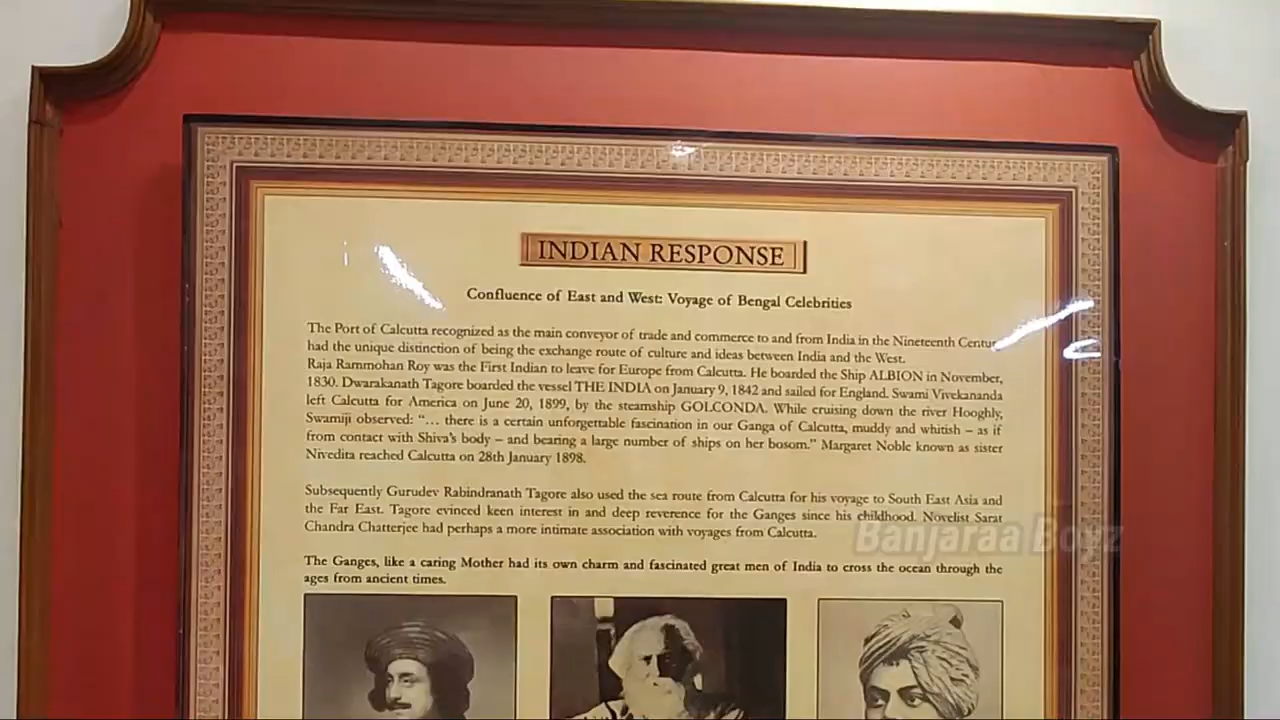 INDIAN RESPONSE
Confluence of East and West: Voyage of Bengal Celebrities
The Port of Calcutta recognized as the main conveyor of trade and commerce to and from India in the Nineteenth
had the unique distinction of being the exchange route of culture and ideas between India and the West.
Raja Rammohan Roy was the First Indian to leave for Europe from Calcutta. He boarded the Ship ALBION in November,
1830. Dwarakanath Tagore boarded the vessel THE INDIA on January 9, 1842 and sailed for England. Swami Vivekananda
left Calcutta for America on June 20, 1899, by the steamship GOLCONDA. While cruising down the river Hooghly,
Swamiji observed: “... there is a certain unforgettable fascination in our Ganga of Calcutta, muddy and whitish – as if
from contact with Shiva's body – and bearing a large number of ships on her bosom.” Margaret Noble known as sister
Nivedita reached Calcutta on 28th January 1898.
Subsequently Gurudev Rabindranath Tagore also used the sea route from Calcutta for his voyage to South East Asia and
the Far East. Tagore evinced keen interest in and deep reverence for the Ganges since his childhood. Novelist Sarat
Chandra Chatterjee had perhaps a more intimate association with voyages from Calcutta.
Banjaraa Boyz
The Ganges, like a caring Mother had its own charm and fascinated great men of India to cross the ocean through the
ages from ancient times.